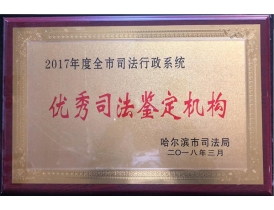 2017年度全市司法行政系统
优秀司法鉴定机构
哈尔滨市司法局
二〇一八年三月